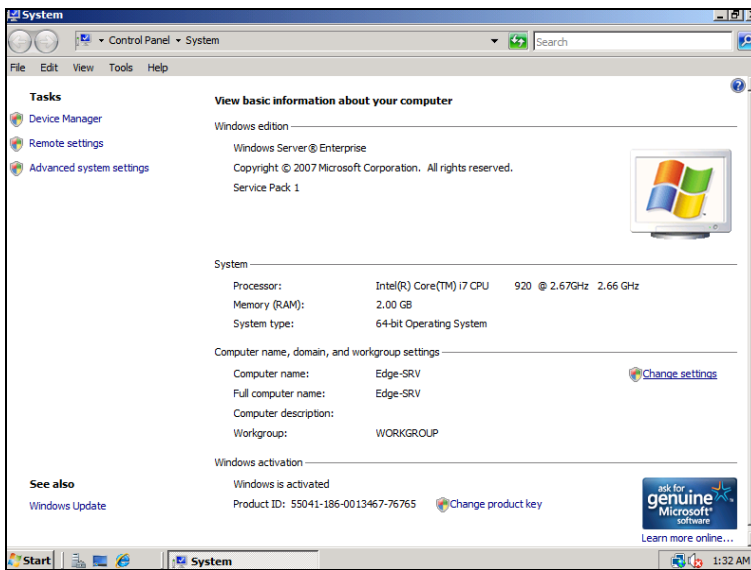 System
Control Panel ▾ System
Search
File Edit View Tools Help
Tasks
Device Manager
Remote settings
Advanced system settings
View basic information about your computer
Windows edition
Windows Server® Enterprise
Copyright © 2007 Microsoft Corporation. All rights reserved.
Service Pack 1
System
Processor: Intel(R) Core(TM) i7 CPU 920 @ 2.67GHz 2.66 GHz
Memory (RAM): 2.00 GB
System type: 64-bit Operating System
Computer name, domain, and workgroup settings
Computer name: Edge-SRV
Change settings
Full computer name: Edge-SRV
Computer description:
Workgroup: WORKGROUP
Windows activation
Windows is activated
Product ID: 55041-186-0013467-76765 Change product key
See also
Windows Update
ask for
genuine
Microsoft®
software
Learn more online...
Start System 1:32 AM